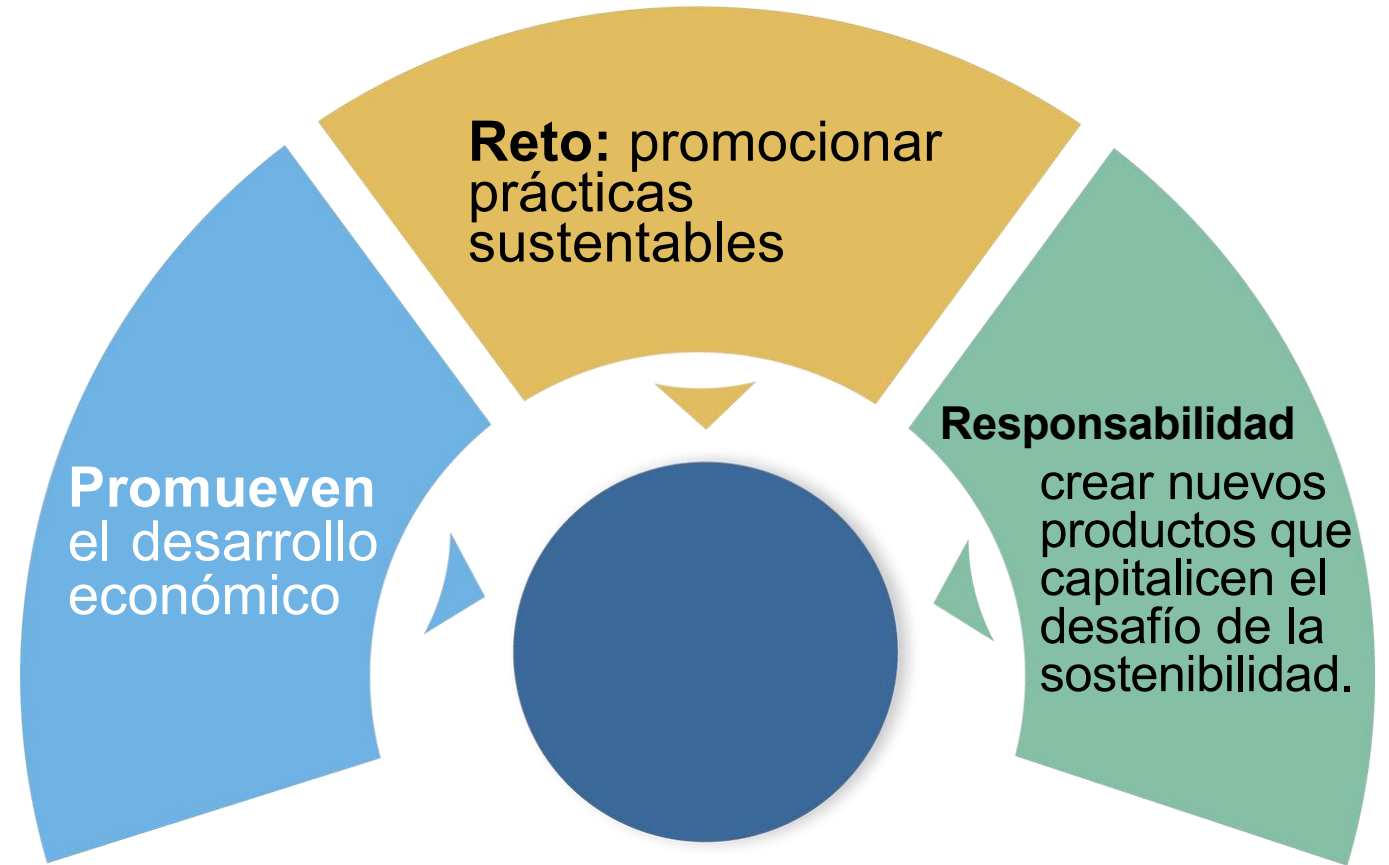 Reto: promocionar
prácticas
sustentables
Promueven
el desarrollo
económico
Responsabilidad
crear nuevos
productos que
capitalicen el
desafío de la
sostenibilidad.